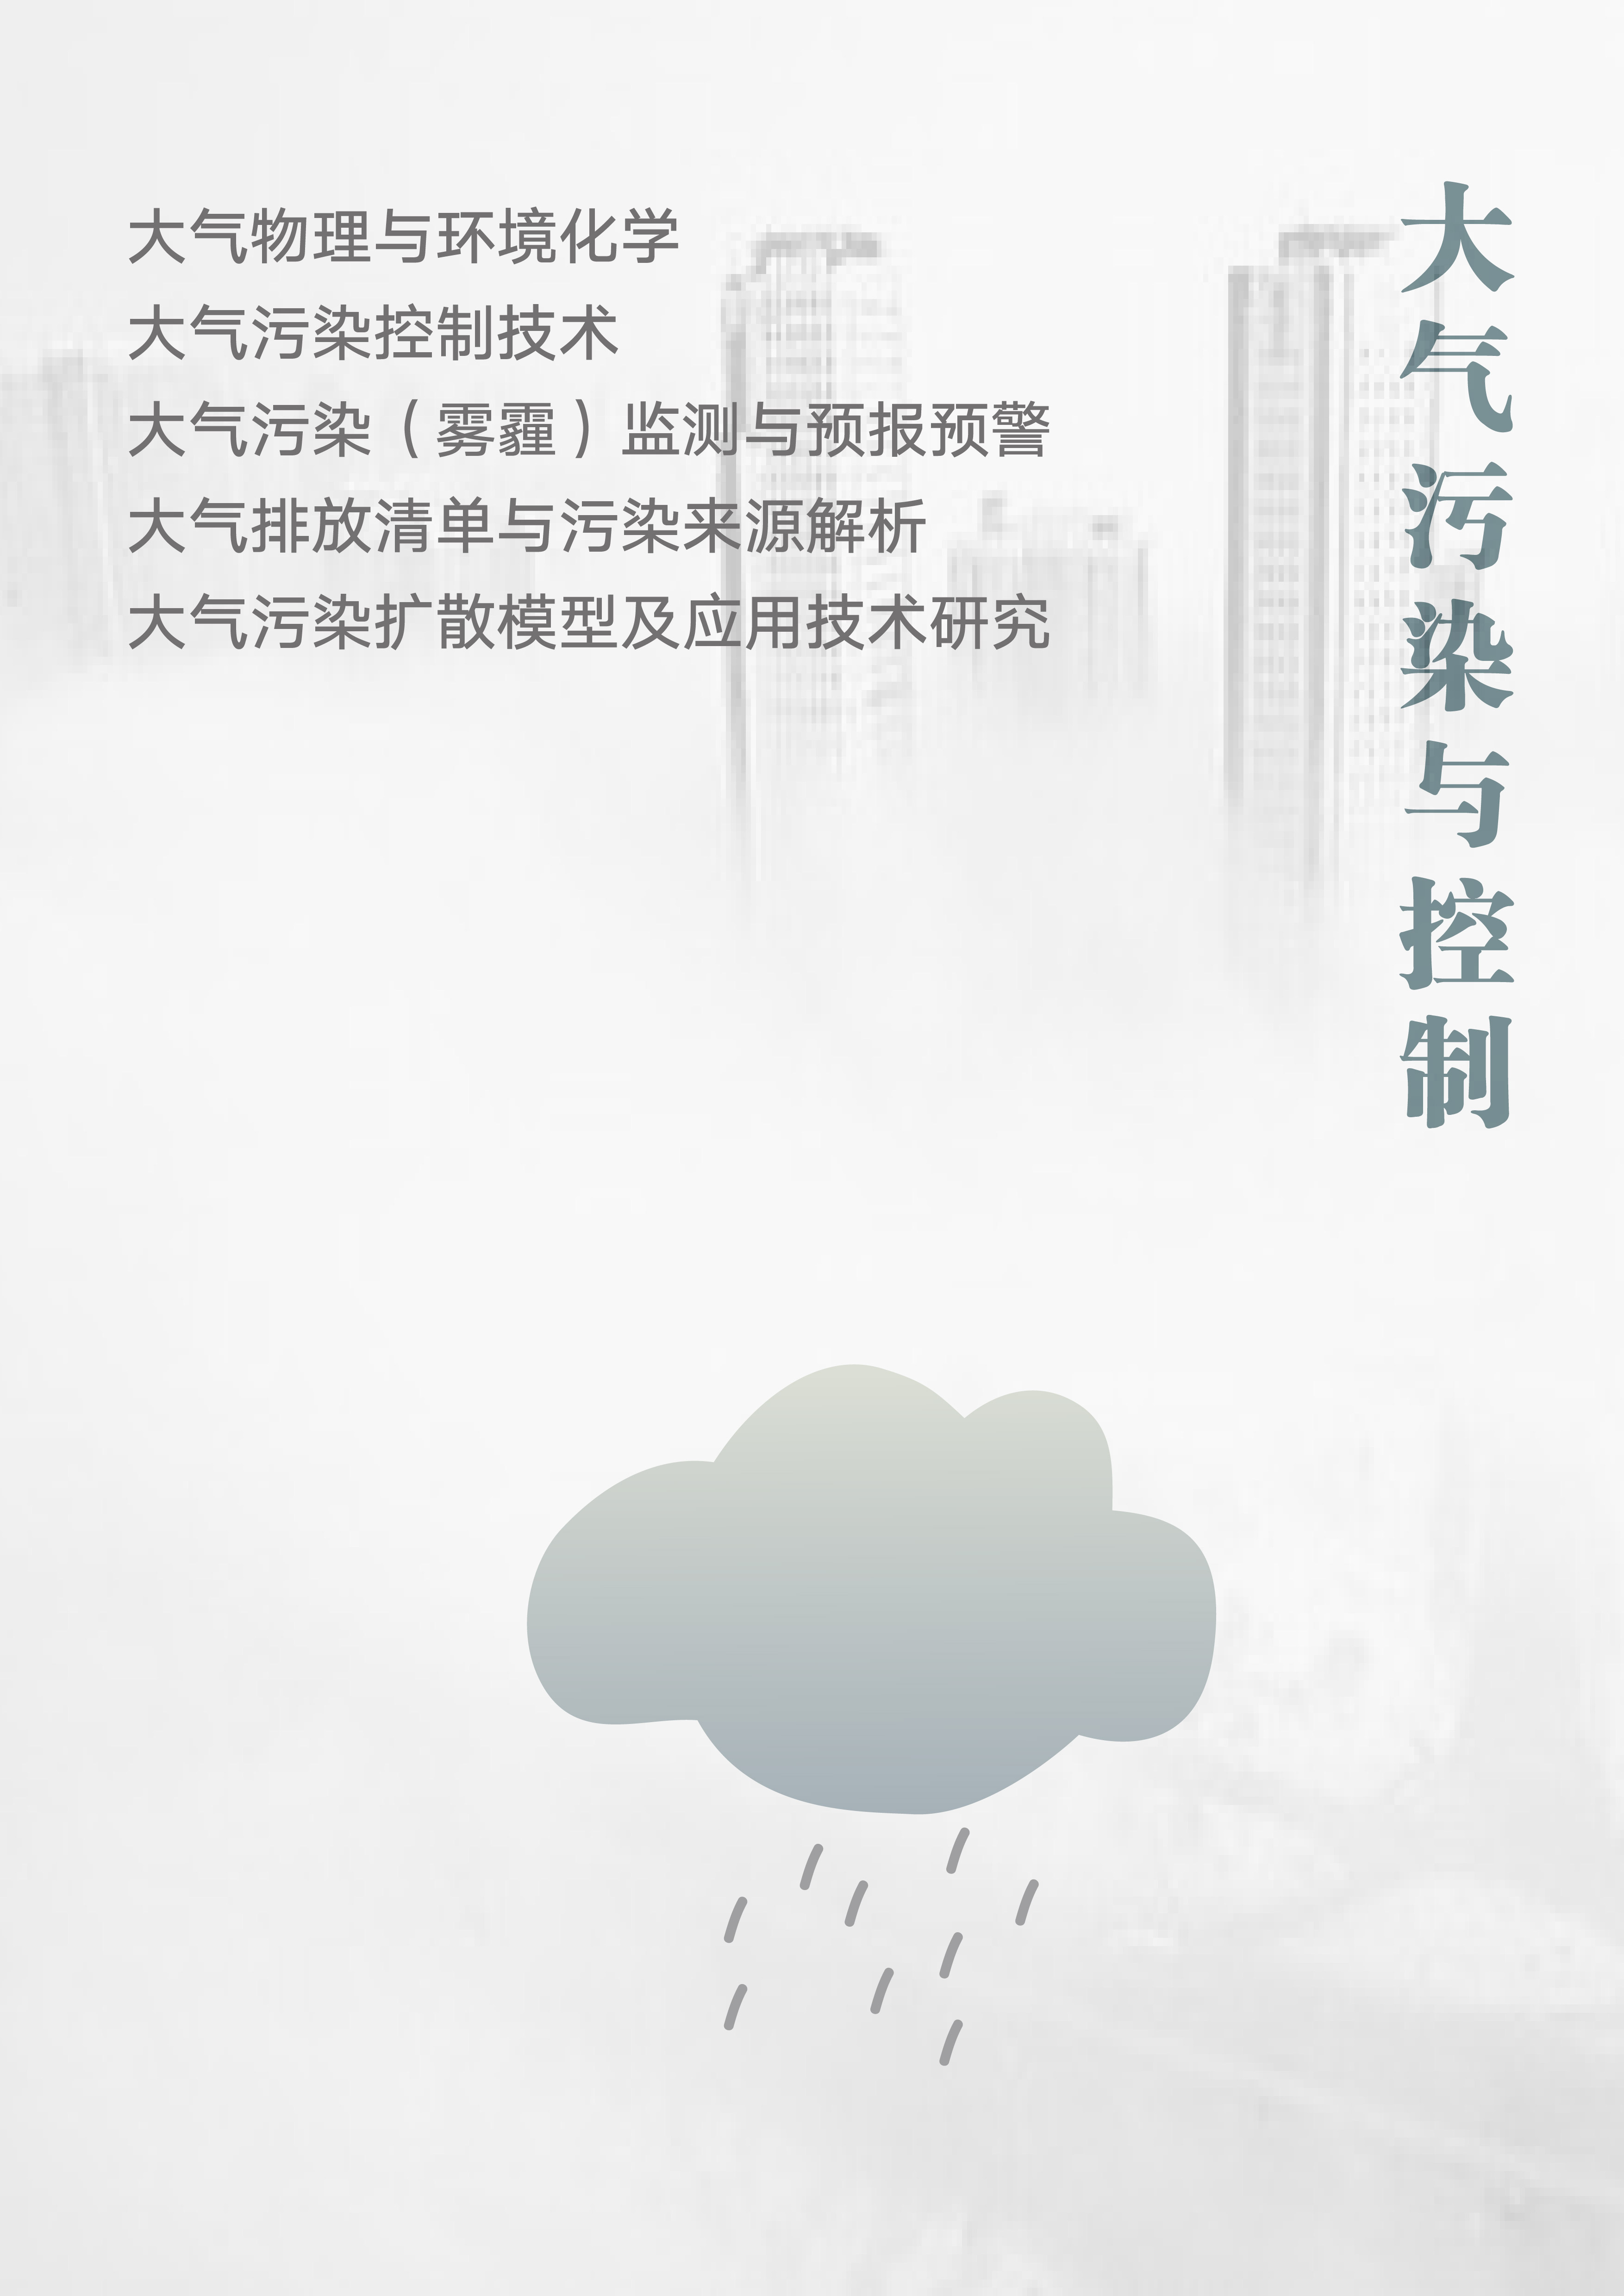 大气污染与控制
大气物理与环境化学
大气污染控制技术
大气污染（雾霾）监测与预报预警
大气排放清单与污染来源解析
大气污染扩散模型及应用技术研究